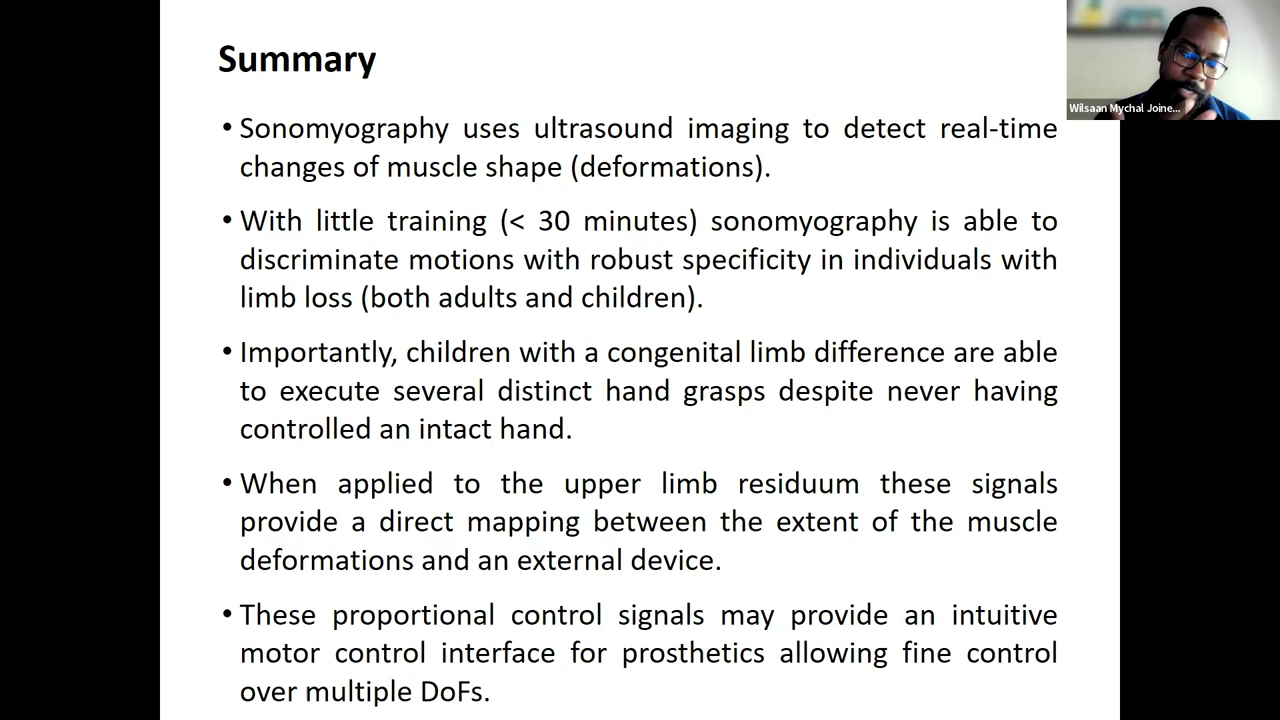 Summary
• Sonomyography uses ultrasound imaging to detect real-time
changes of muscle shape (deformations).
• With little training (< 30 minutes) sonomyography is able to
discriminate motions with robust specificity in individuals with
limb loss (both adults and children).
• Importantly, children with a congenital limb difference are able
to execute several distinct hand grasps despite never having
controlled an intact hand.
• When applied to the upper limb residuum these signals
provide a direct mapping between the extent of the muscle
deformations and an external device.
• These proportional control signals may provide an intuitive
motor control interface for prosthetics allowing fine control
over multiple DoFs.
Wilsaan Mychal Joine...